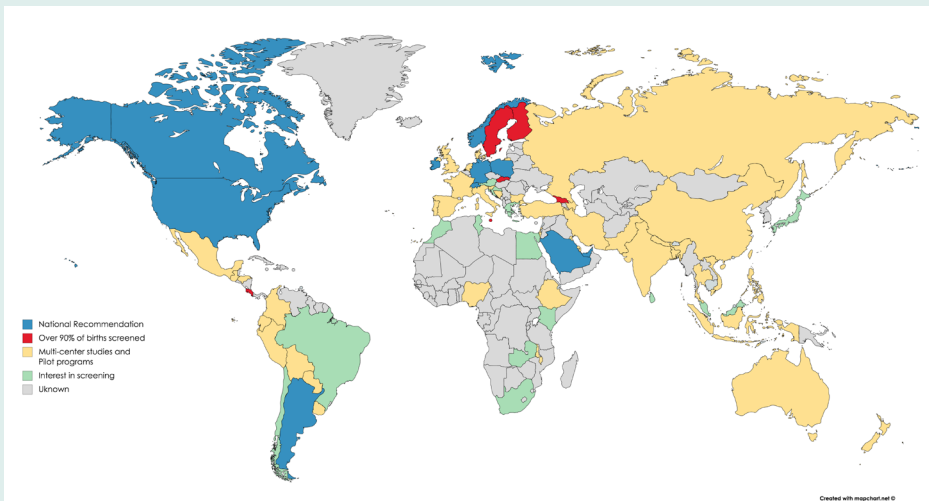 National Recommendation
Over 90% of births screened
Multi-center studies and
Pilot programs
Interest in screening
Uknown
Created with mapchart.net ©